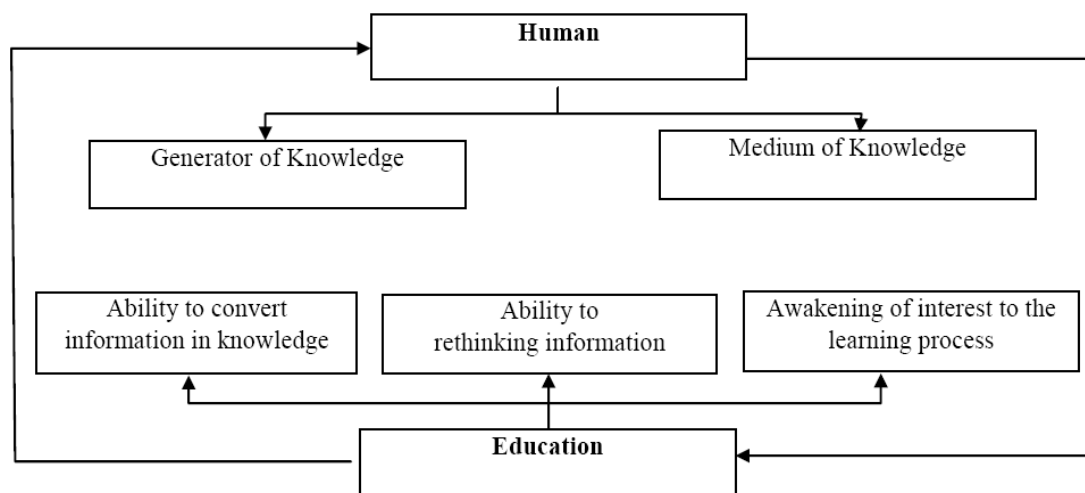 Human
Generator of Knowledge
Medium of Knowledge
Ability to convert
information in knowledge
Ability to
rethinking information
Awakening of interest to the
learning process
Education